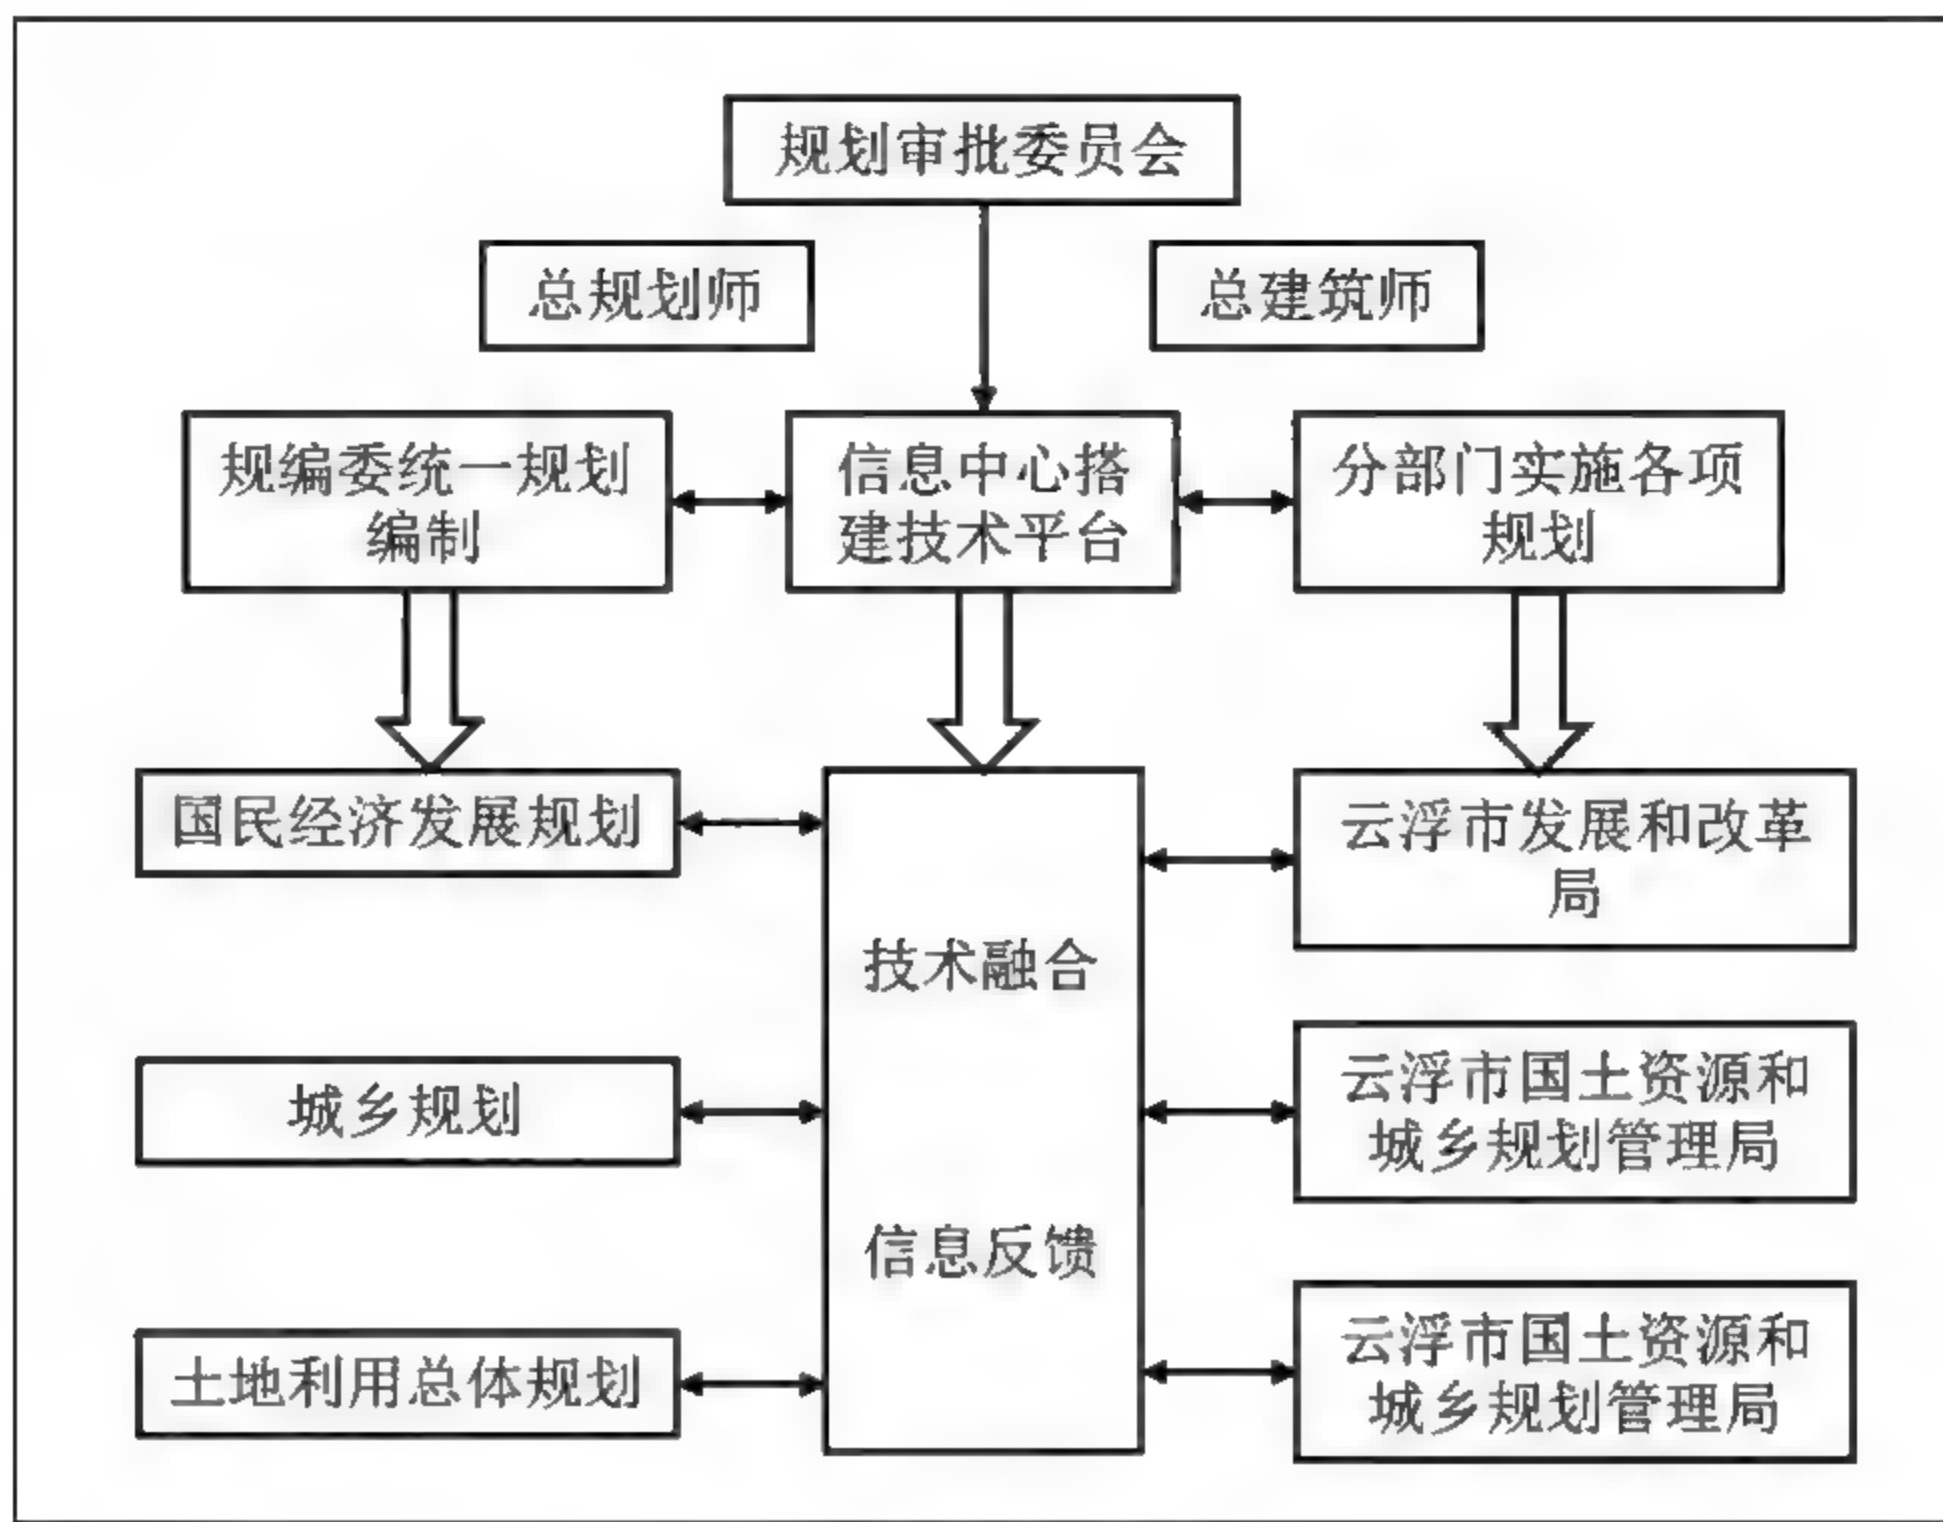 规划审批委员会
总规划师
总建筑师
规编委统一规划
编制
信息中心搭
建技术平台
分部门实施各项
规划
国民经济发展规划
城乡规划
土地利用总体规划
技术融合
信息反馈
云浮市发展和改革
局
云浮市国土资源和
城乡规划管理局
云浮市国土资源和
城乡规划管理局